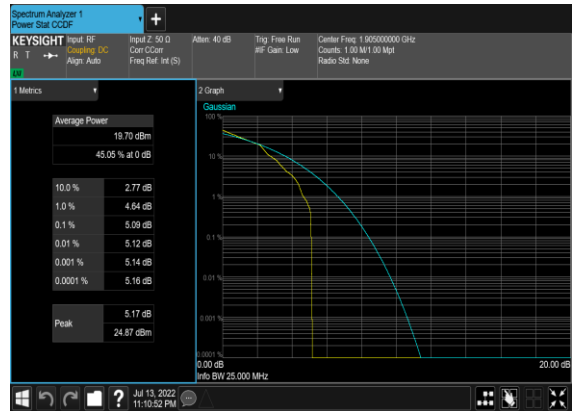 Spectrum Analyzer 1
Power Stat CCDF
KEYSIGHT
R T
Input: RF
Coupling: DC
Align: Auto
Input Z: 50 Ω
Corr CCorr
Freq Ref: Int (S)
Atten: 40 dB
Trig: Free Run
#IF Gain: Low
Center Freq: 1.905000000 GHz
Counts: 1.00 M/1.00 Mpt
Radio Std: None
1 Metrics
Average Power
19.70 dBm
45.05 % at 0 dB
10.0 % 2.77 dB
1.0 % 4.64 dB
0.1 % 5.09 dB
0.01 % 5.12 dB
0.001 % 5.14 dB
0.0001 % 5.16 dB
Peak
5.17 dB
24.87 dBm
2 Graph
Gaussian
100 %
10 %
1 %
0.1 %
0.01 %
0.001 %
0.0001 %
0.00 dB
20.00 dB
Info BW 25.000 MHz
?
Jul 13, 2022
11:10:52 PM